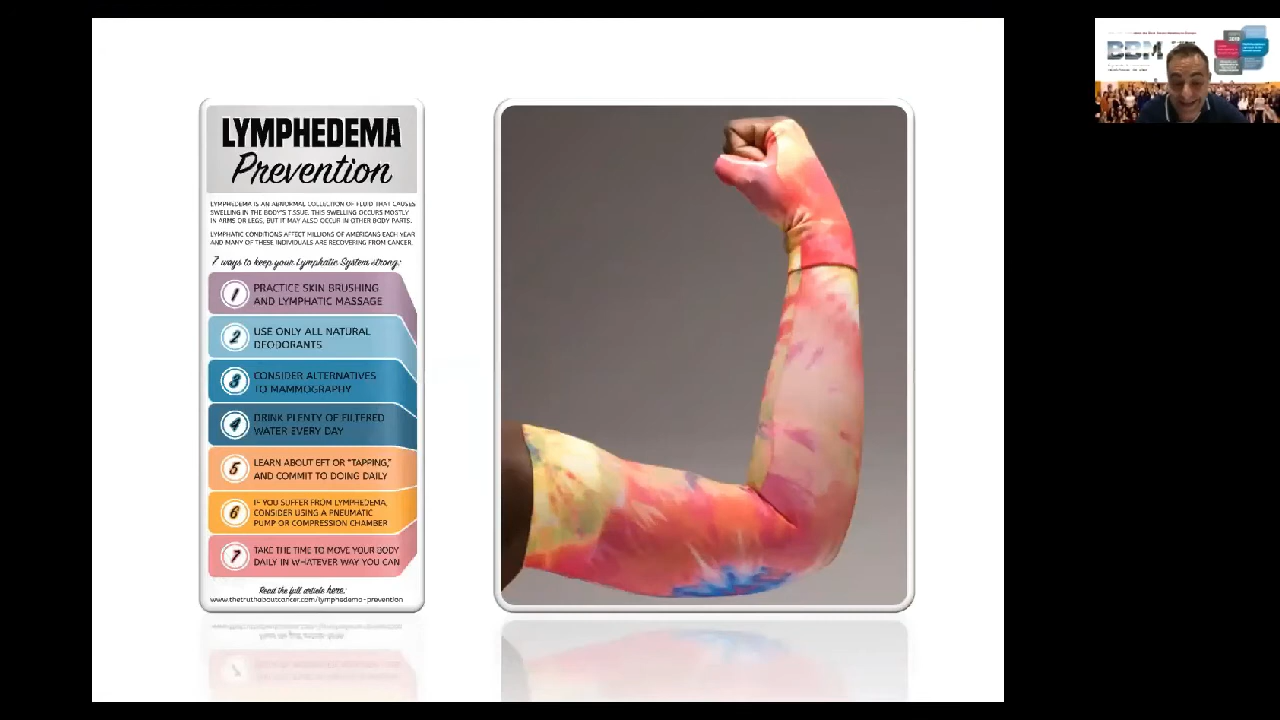 LYMPHEDEMA
Prevention
LYMPHEDEMA IS AN ABNORMAL COLLECTION OF FLUID THAT CAUSES
SWELLING IN THE BODY'S TISSUE. THIS SWELLING OCCURS MOSTLY
IN ARMS OR LEGS, BUT IT MAY ALSO OCCUR IN OTHER BODY PARTS.
LYMPHATIC CONDITIONS AFFECT MILLIONS OF AMERICANS EACH YEAR
AND MANY OF THESE INDIVIDUALS ARE RECOVERING FROM CANCER.
7 ways to keep your Lymphatic System strong:
1 PRACTICE SKIN BRUSHING
AND LYMPHATIC MASSAGE
2 USE ONLY ALL NATURAL
DEODORANTS
3 CONSIDER ALTERNATIVES
TO MAMMOGRAPHY
4 DRINK PLENTY OF FILTERED
WATER EVERY DAY
5 LEARN ABOUT EFT OR "TAPPING,"
AND COMMIT TO DOING DAILY
6 IF YOU SUFFER FROM LYMPHEDEMA,
CONSIDER USING A PNEUMATIC
PUMP OR COMPRESSION CHAMBER
7 TAKE THE TIME TO MOVE YOUR BODY
DAILY IN WHATEVER WAY YOU CAN
Read the full article here:
www.thetruthaboutcancer.com/lymphedema-prevention
BBM